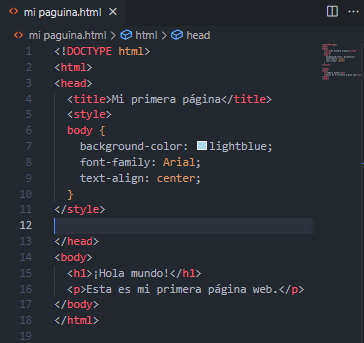 mi paguina.html
mi paguina.html > html > head
1 <!DOCTYPE html>
2 <html>
3 <head>
4 <title>Mi primera página</title>
5 <style>
6 body {
7 background-color: lightblue;
8 font-family: Arial;
9 text-align: center;
10 }
11 </style>
12
13 </head>
14 <body>
15 <h1>¡Hola mundo!</h1>
16 <p>Esta es mi primera página web.</p>
17 </body>
18 </html>
19